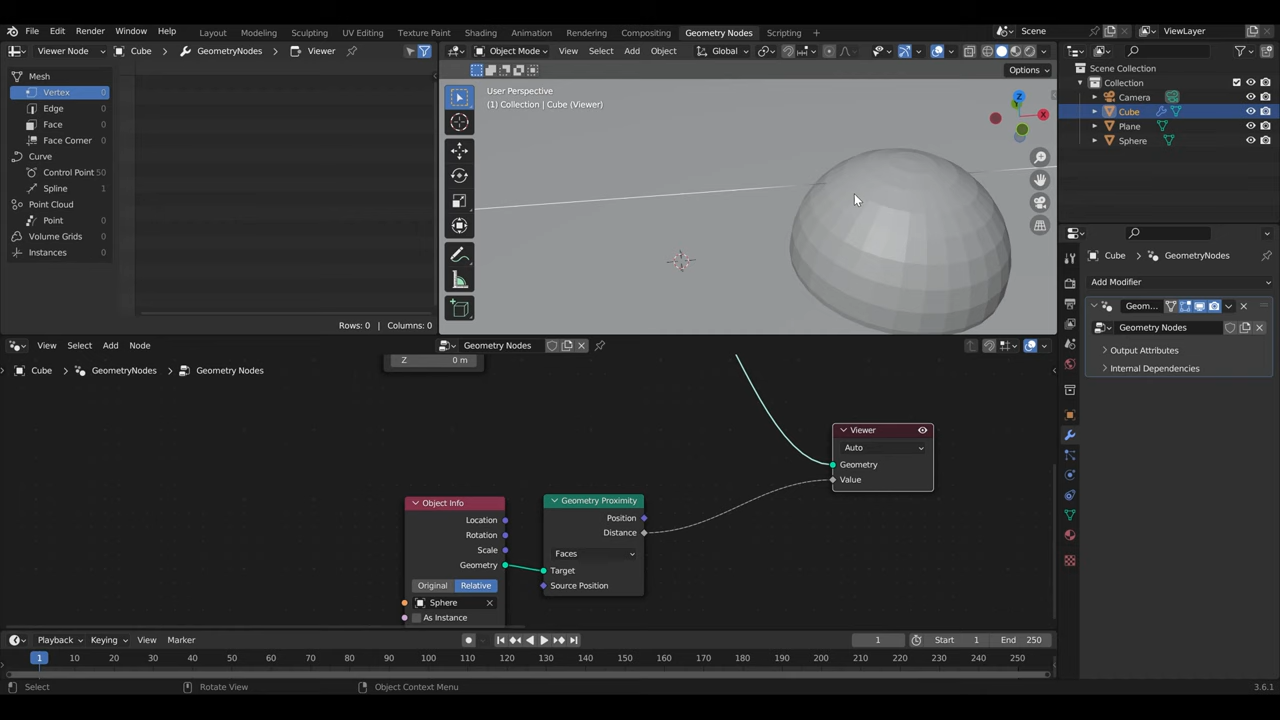 File Edit Render Window Help Layout Modeling Sculpting UV Editing Texture Paint Shading Animation Rendering Compositing Geometry Nodes Scripting + Scene ViewLayer
Viewer Node Cube GeometryNodes Viewer
Object Mode View Select Add Object Global
Options
Mesh
Vertex 0
Edge 0
Face 0
Face Corner 0
Curve
Control Point 50
Spline 1
Point Cloud
Point 0
Volume Grids 0
Instances 0
Rows: 0 | Columns: 0
User Perspective
(1) Collection | Cube (Viewer)
Z
Y
X
Scene Collection
Collection
Camera
Cube
Plane
Sphere
Cube GeometryNodes
Add Modifier
Geom...
Geometry Nodes
Output Attributes
Internal Dependencies
View Select Add Node Geometry Nodes
Cube GeometryNodes Geometry Nodes
Z 0 m
Viewer
Auto
Geometry
Value
Object Info
Location
Rotation
Scale
Geometry
Original Relative
Sphere
As Instance
Geometry Proximity
Position
Distance
Faces
Target
Source Position
Playback Keying View Marker 1 Start 1 End 250
1 10 20 30 40 50 60 70 80 90 100 110 120 130 140 150 160 170 180 190 200 210 220 230 240 250
Select Rotate View Object Context Menu 3.6.1